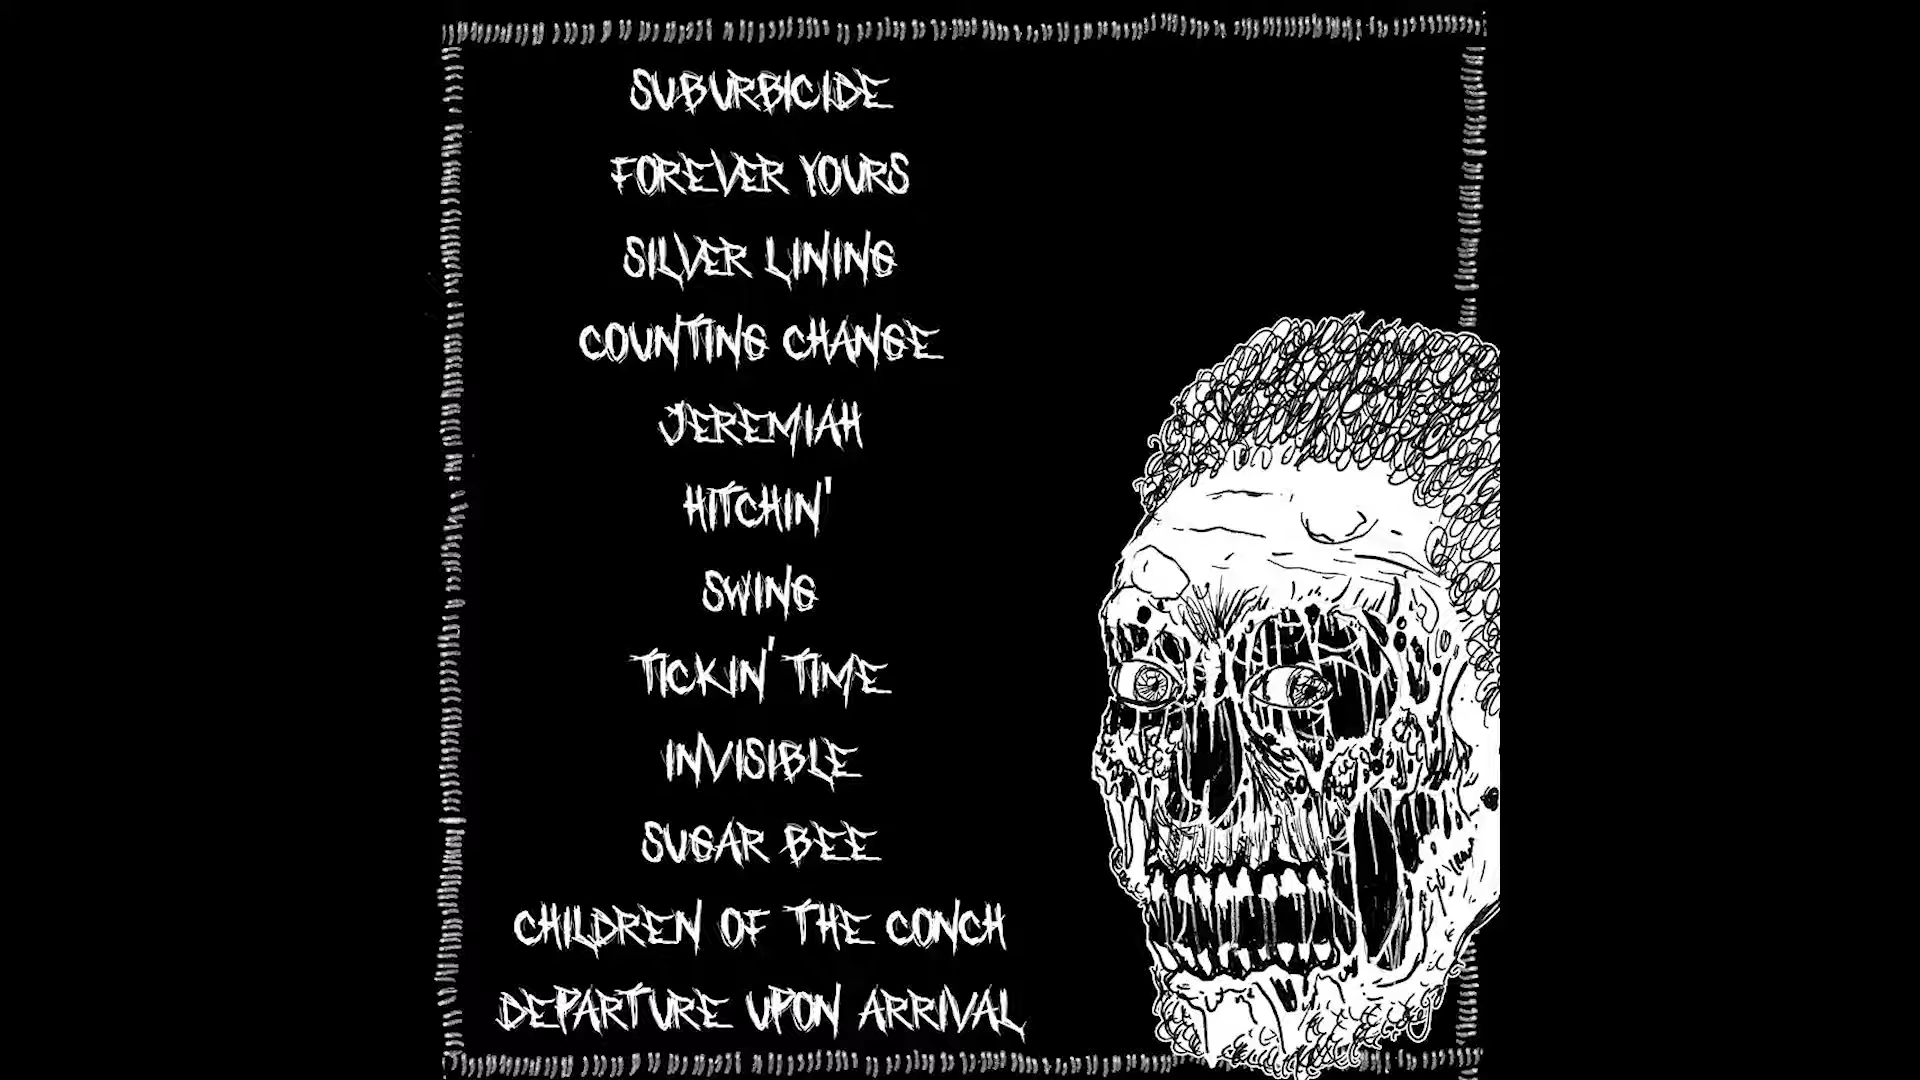 SUBURBICIDE
FOREVER YOURS
SILVER LINING
COUNTING CHANGE
JEREMIAH
HITCHIN'
SWING
TICKIN' TIME
INVISIBLE
SUGAR BEE
CHILDREN OF THE CONCH
DEPARTURE UPON ARRIVAL